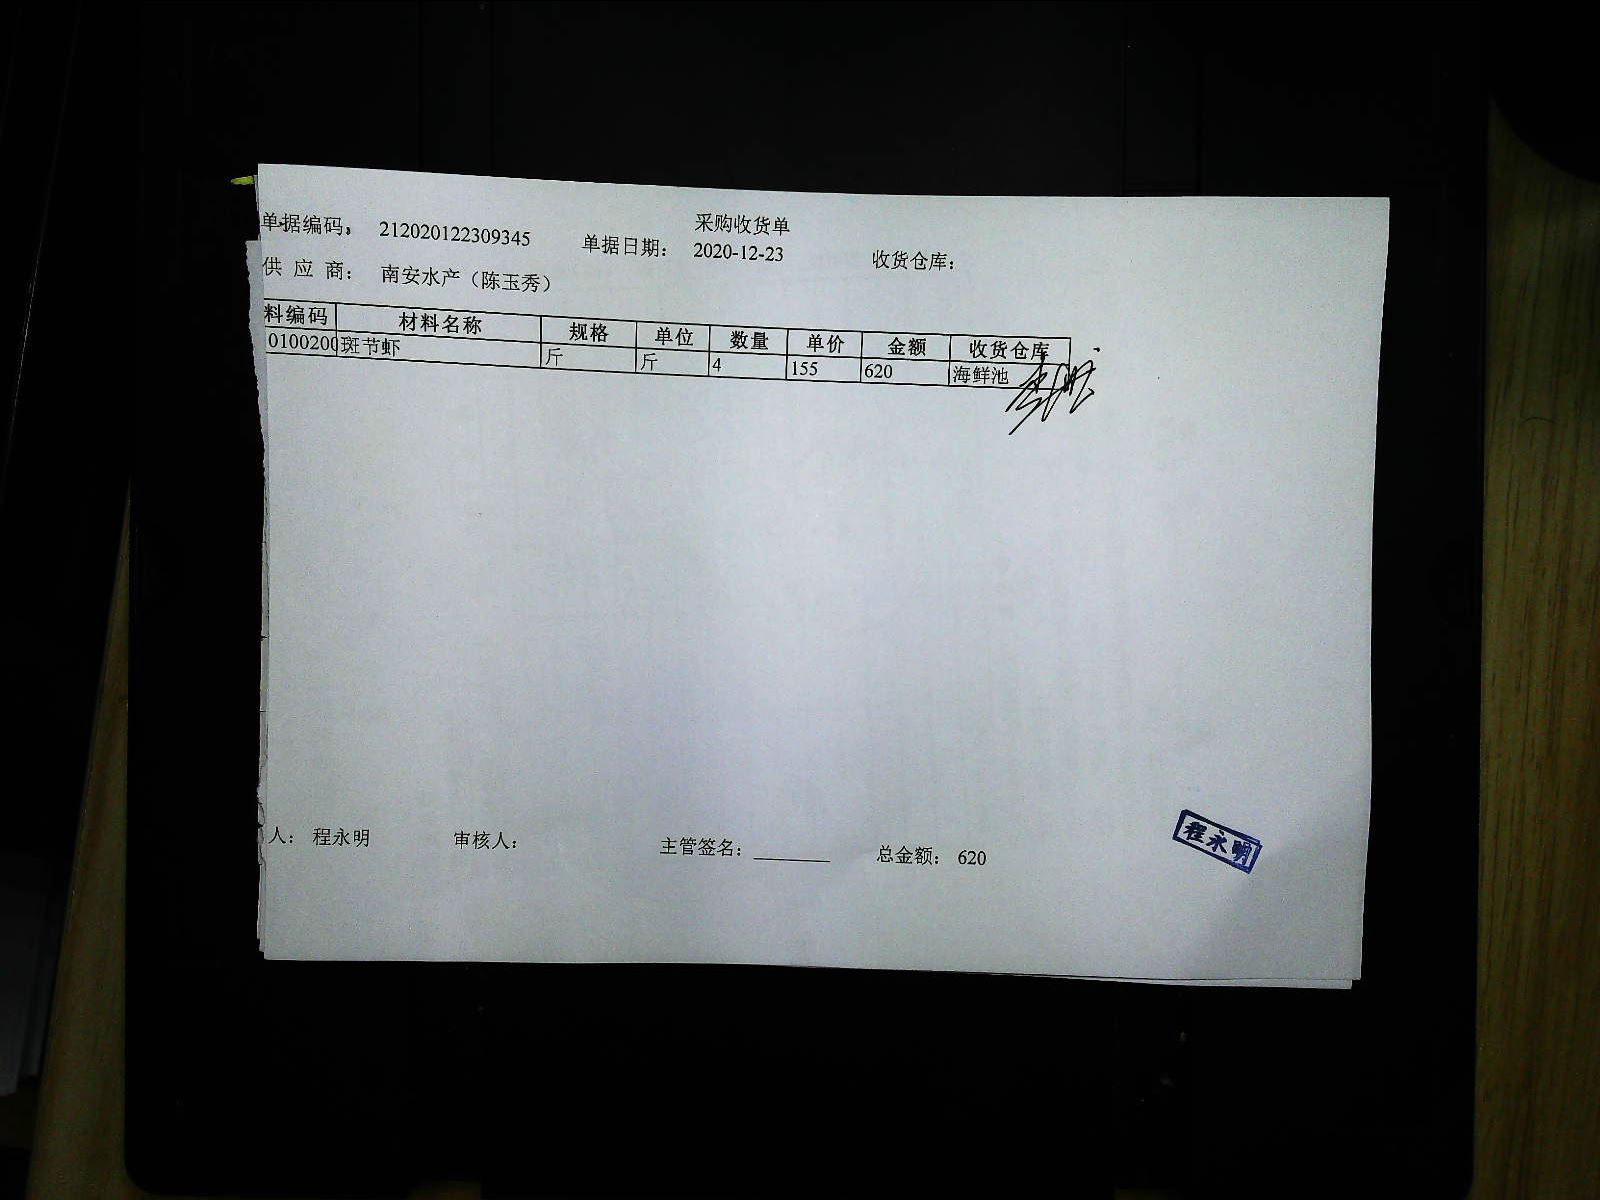 采购收货单
单据编码： 212020122309345 单据日期： 2020-12-23 收货仓库：
供 应 商： 南安水产（陈玉秀）
料编码 材料名称 规格 单位 数量 单价 金额 收货仓库
0100200 斑节虾 斤 斤 4 155 620 海鲜池
人： 程永明 审核人： 主管签名：________ 总金额： 620
程永明